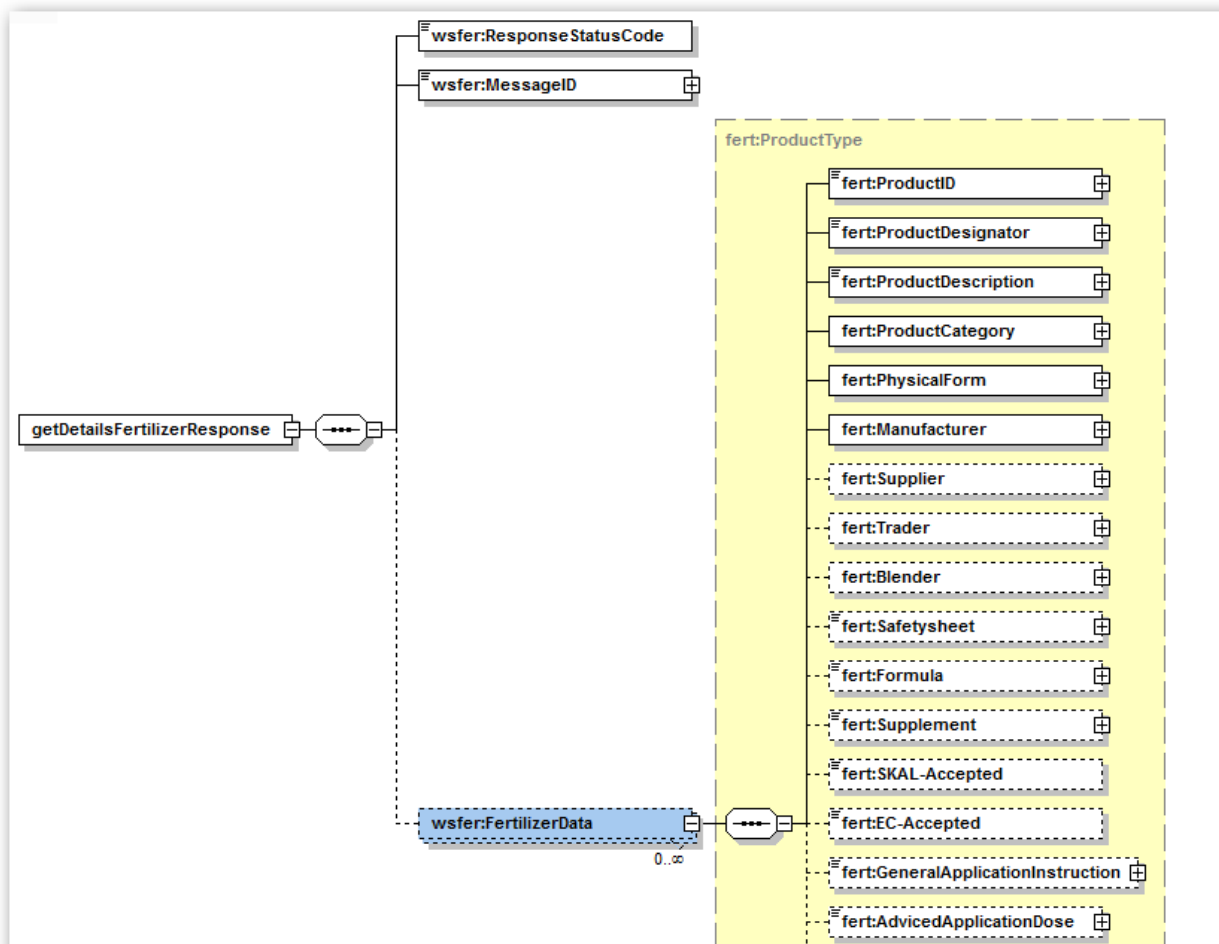 wsfer:ResponseStatusCode
wsfer:MessageID
fert:ProductType
fert:ProductID
fert:ProductDesignator
fert:ProductDescription
fert:ProductCategory
fert:PhysicalForm
getDetailsFertilizerResponse
fert:Manufacturer
fert:Supplier
fert:Trader
fert:Blender
fert:Safetysheet
fert:Formula
fert:Supplement
fert:SKAL-Accepted
wsfer:FertilizerData
0..∞
fert:EC-Accepted
fert:GeneralApplicationInstruction
fert:AdvicedApplicationDose